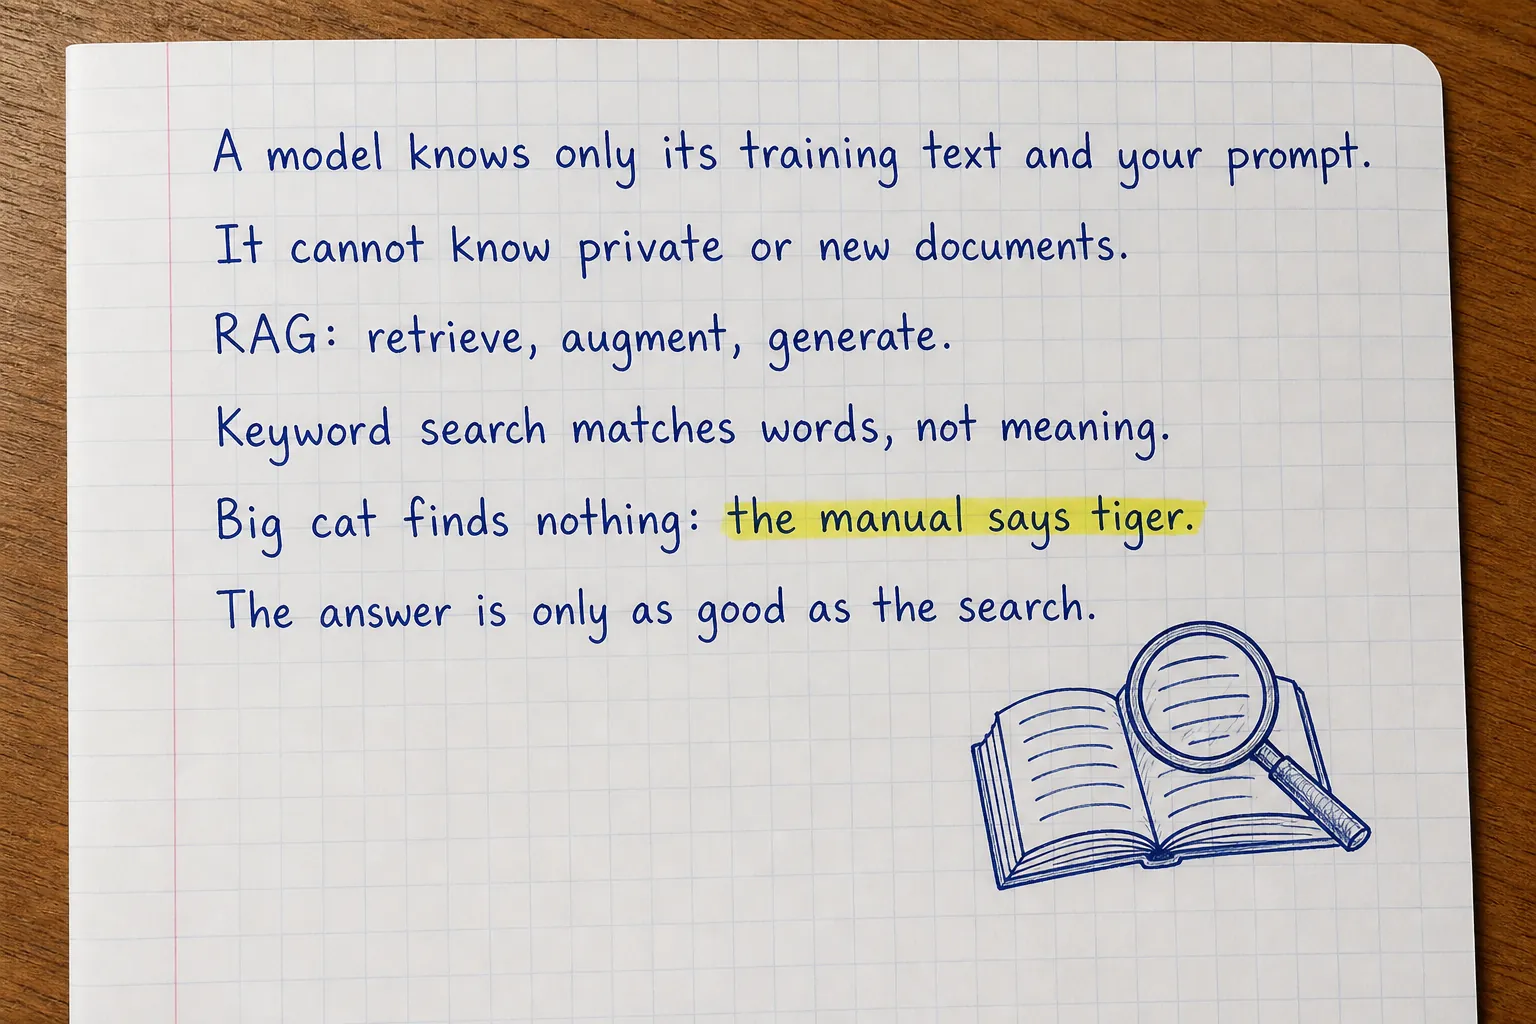 A model knows only its training text and your prompt.
It cannot know private or new documents.
RAG: retrieve, augment, generate.
Keyword search matches words, not meaning.
Big cat finds nothing: the manual says tiger.
The answer is only as good as the search.